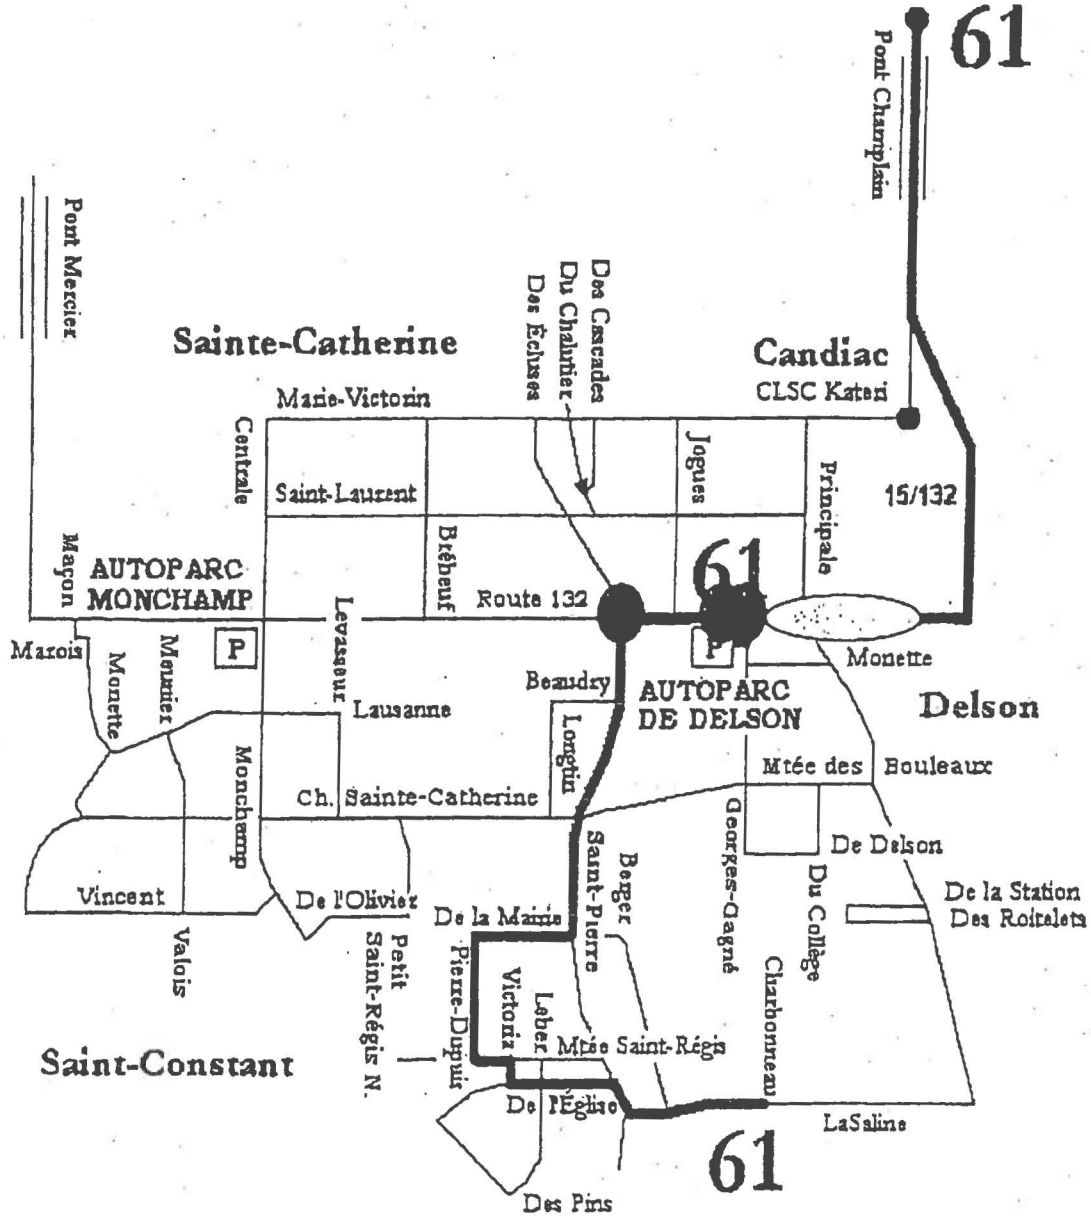 61
Pont Champlain
Pont Mercier
Des Cascades
Du Chalutier
Des Écluses
Sainte-Catherine
Candiac
CLSC Kateri
Marie-Victorin
Centrale
Saint-Laurent
Jogues
Principale
15/132
Brébeuf
61
Maçon
AUTOPARC
MONCHAMP
Route 132
Levasseur
Marois
Monette
Meunier
P
P
Monette
Beaudry
AUTOPARC
DE DELSON
Delson
Lausanne
Longtin
Monchamp
Mtée des Bouleaux
Ch. Sainte-Catherine
Georges-Gagné
De Delson
Saint-Pierre
Berger
Du Collège
Vincent
De l'Olivier
De la Mairie
De la Station
Des Roitelets
Valois
Petit
Saint-Régis N.
Pierre-Dupuis
Victoria
Leber
Charbonneau
Mtée Saint-Régis
Saint-Constant
De l'Église
LaSaline
61
Des Pins